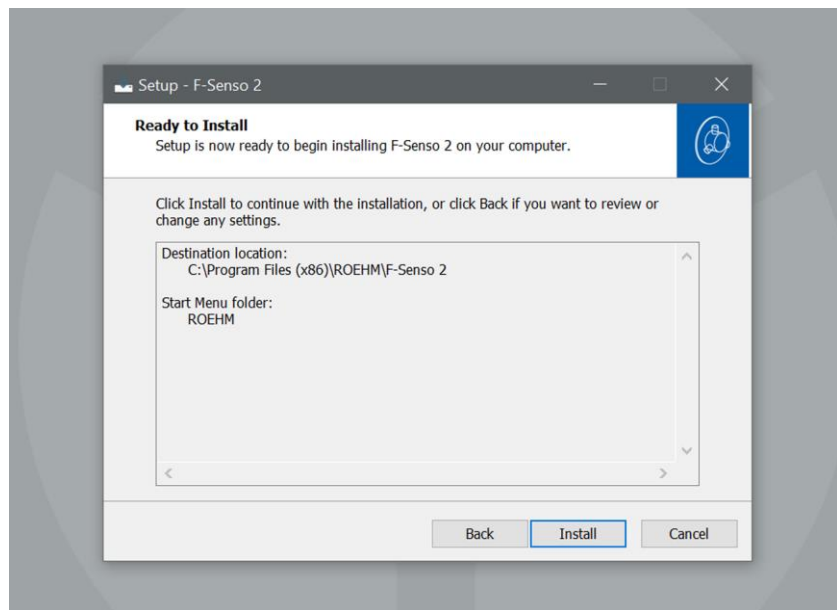 Setup - F-Senso 2
Ready to Install
Setup is now ready to begin installing F-Senso 2 on your computer.
Click Install to continue with the installation, or click Back if you want to review or
change any settings.
Destination location:
C:\Program Files (x86)\ROEHM\F-Senso 2
Start Menu folder:
ROEHM
Back Install Cancel